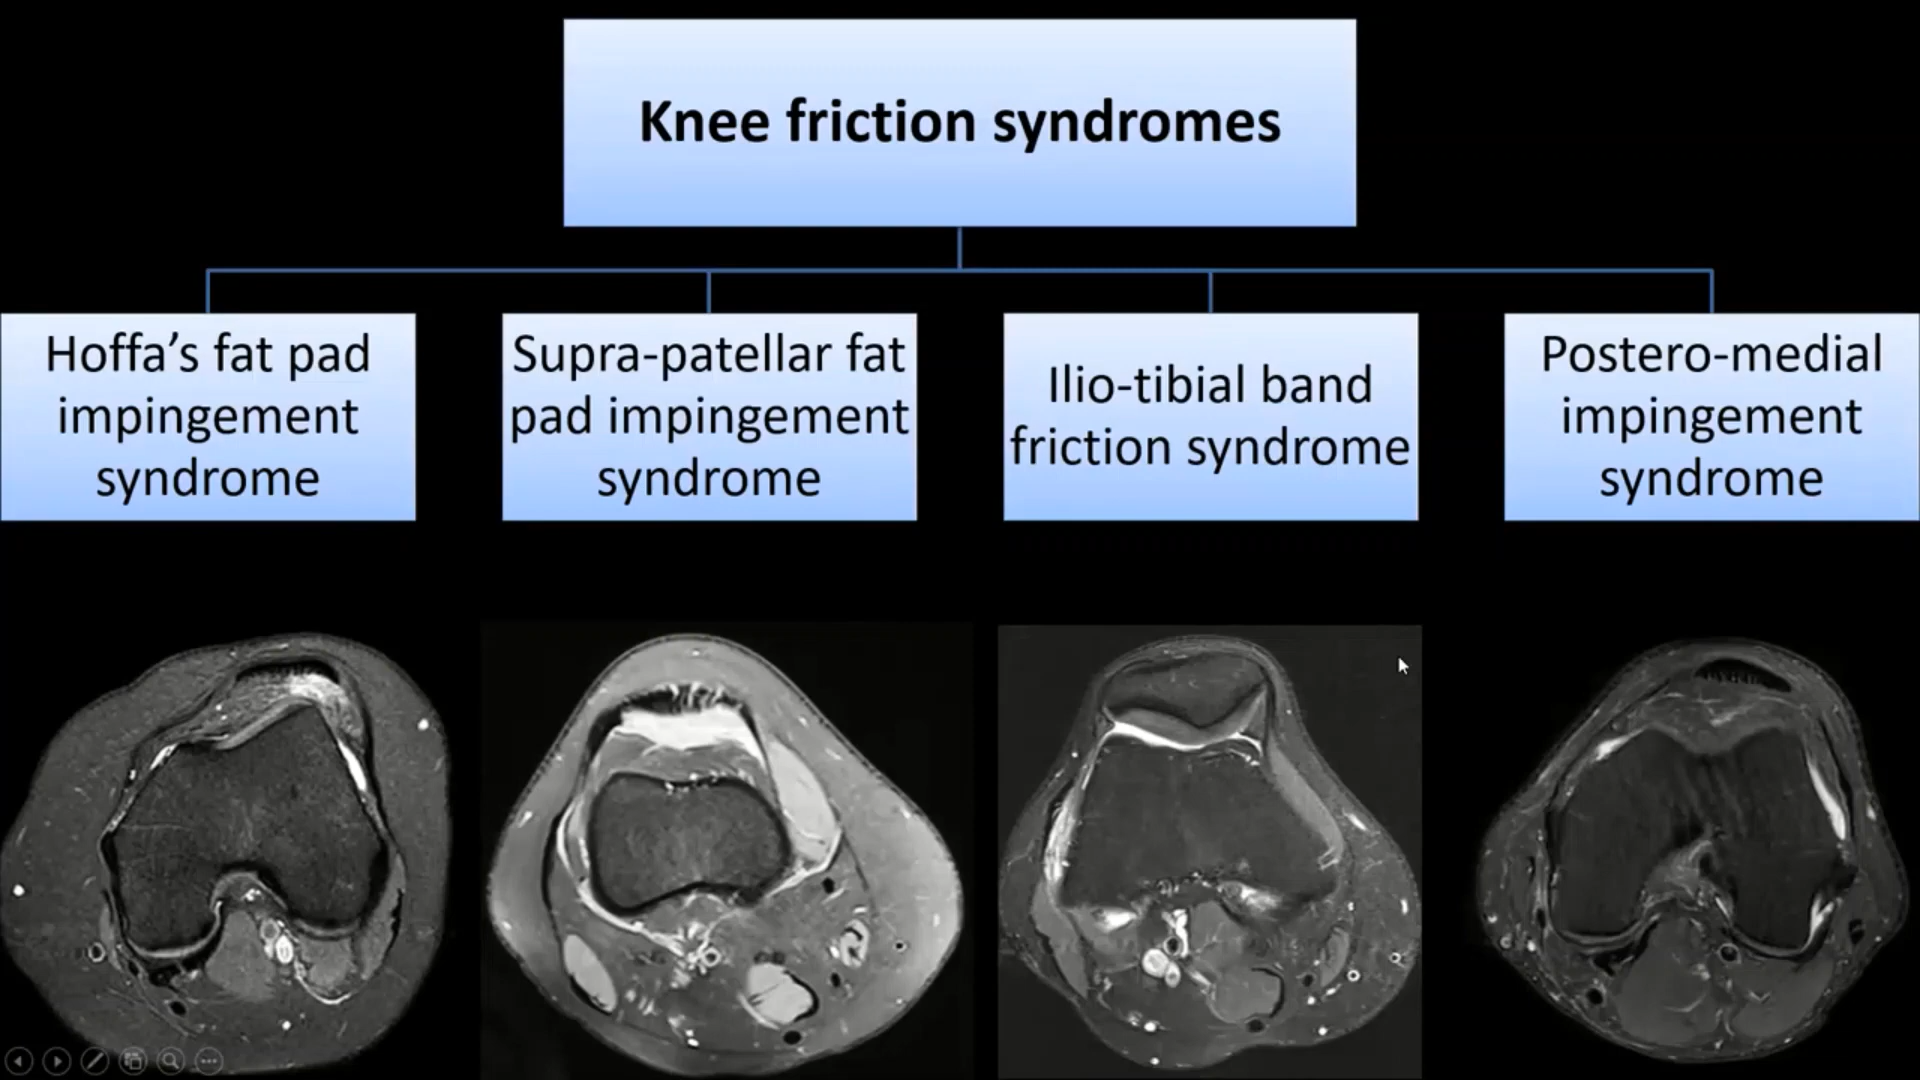 Knee friction syndromes
Hoffa’s fat pad
impingement
syndrome
Supra-patellar fat
pad impingement
syndrome
Ilio-tibial band
friction syndrome
Postero-medial
impingement
syndrome